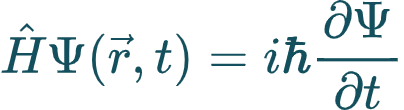 ĤΨ(r⃗, t) = iℏ ∂Ψ/∂t